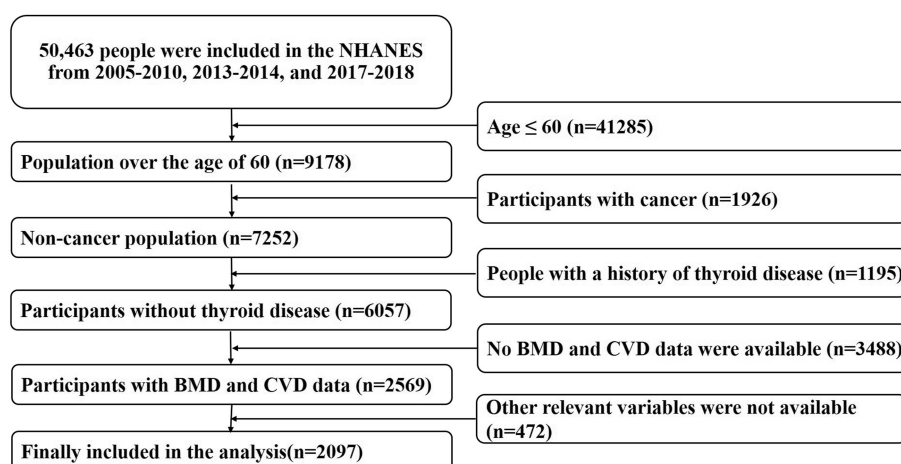 50,463 people were included in the NHANES
from 2005-2010, 2013-2014, and 2017-2018
Age ≤ 60 (n=41285)
Population over the age of 60 (n=9178)
Participants with cancer (n=1926)
Non-cancer population (n=7252)
People with a history of thyroid disease (n=1195)
Participants without thyroid disease (n=6057)
No BMD and CVD data were available (n=3488)
Participants with BMD and CVD data (n=2569)
Other relevant variables were not available
(n=472)
Finally included in the analysis(n=2097)